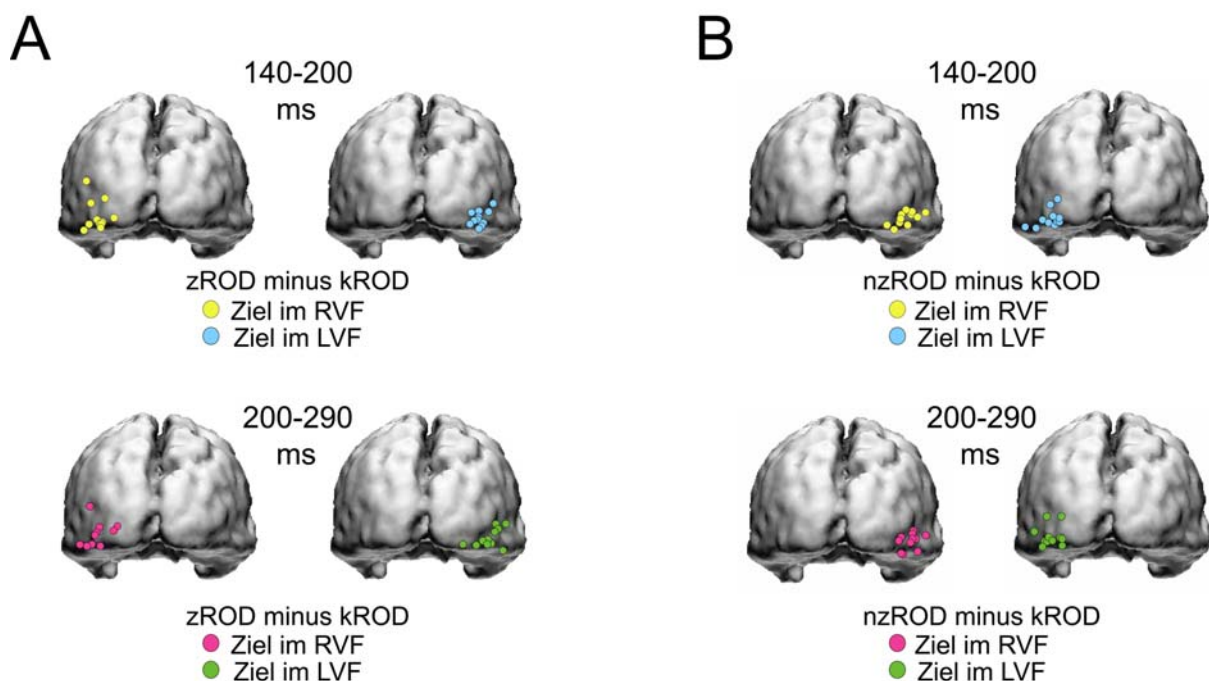 A
140-200
ms
zROD minus kROD
Ziel im RVF
Ziel im LVF
200-290
ms
zROD minus kROD
Ziel im RVF
Ziel im LVF
B
140-200
ms
nzROD minus kROD
Ziel im RVF
Ziel im LVF
200-290
ms
nzROD minus kROD
Ziel im RVF
Ziel im LVF